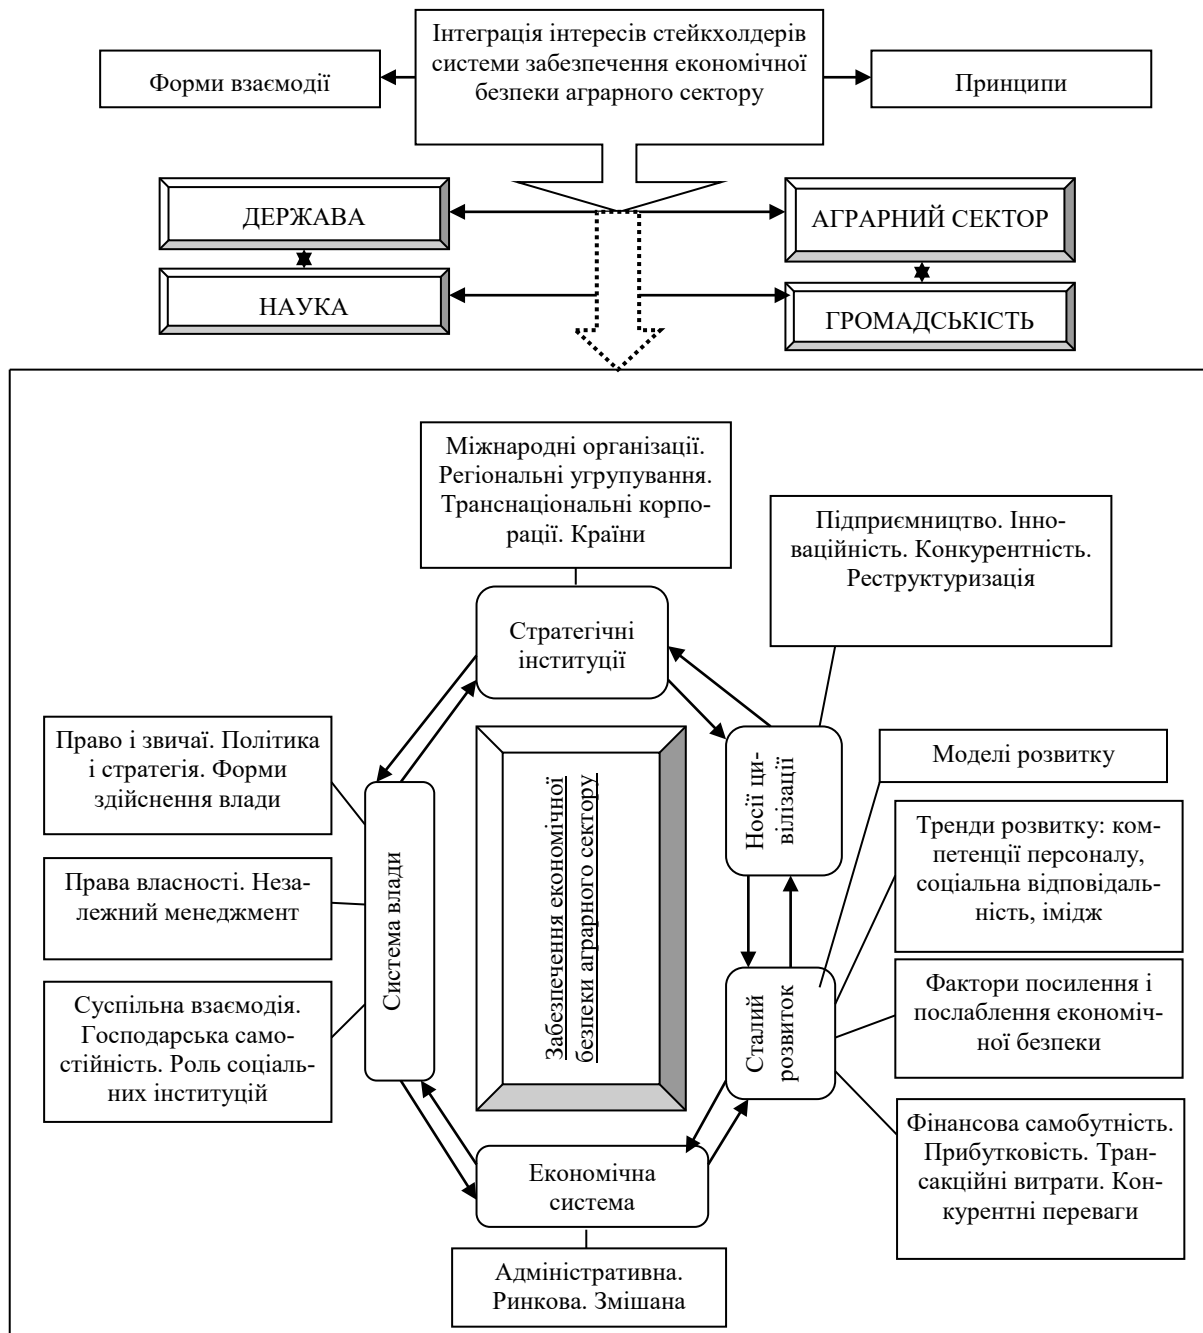 Інтеграція інтересів стейкхолдерів
системи забезпечення економічної
безпеки аграрного сектору
Форми взаємодії
Принципи
ДЕРЖАВА
АГРАРНИЙ СЕКТОР
НАУКА
ГРОМАДСЬКІСТЬ
Міжнародні організації.
Регіональні угрупування.
Транснаціональні корпо-
рації. Країни
Підприємництво. Інно-
ваційність. Конкурентність.
Реструктуризація
Стратегічні
інституції
Право і звичаї. Політика
і стратегія. Форми
здійснення влади
Права власності. Неза-
лежний менеджмент
Суспільна взаємодія.
Господарська само-
стійність. Роль соціаль-
них інституцій
Система влади
Забезпечення економічної
безпеки аграрного сектору
Носії ци-
вілізації
Моделі розвитку
Тренди розвитку: ком-
петенції персоналу,
соціальна відповідаль-
ність, імідж
Сталий
розвиток
Фактори посилення і
послаблення економіч-
ної безпеки
Фінансова самобутність.
Прибутковість. Тран-
сакційні витрати. Кон-
курентні переваги
Економічна
система
Адміністративна.
Ринкова. Змішана